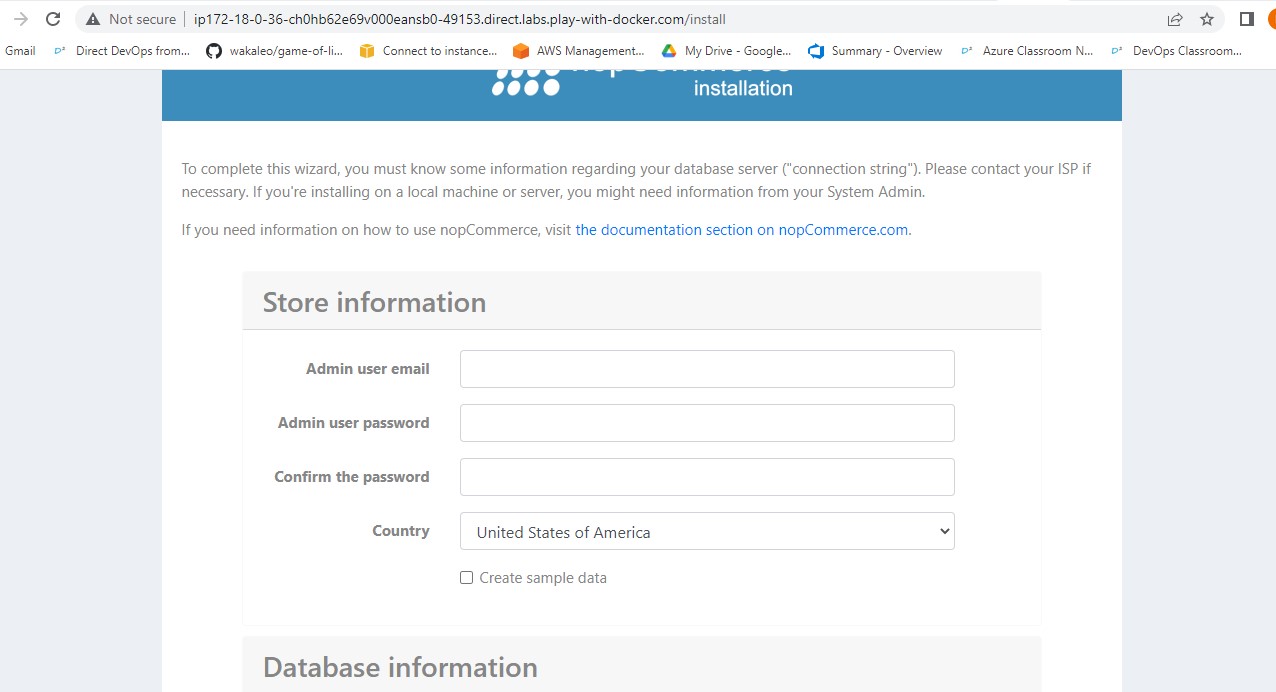 Not secure ip172-18-0-36-ch0hb62e69v000eansb0-49153.direct.labs.play-with-docker.com/install
Gmail Direct DevOps from... wakaleo/game-of-li... Connect to instance... AWS Management... My Drive - Google... Summary - Overview Azure Classroom N... DevOps Classroom...
nopCommerce
installation
To complete this wizard, you must know some information regarding your database server ("connection string"). Please contact your ISP if
necessary. If you're installing on a local machine or server, you might need information from your System Admin.
If you need information on how to use nopCommerce, visit the documentation section on nopCommerce.com.
Store information
Admin user email
Admin user password
Confirm the password
Country United States of America
Create sample data
Database information